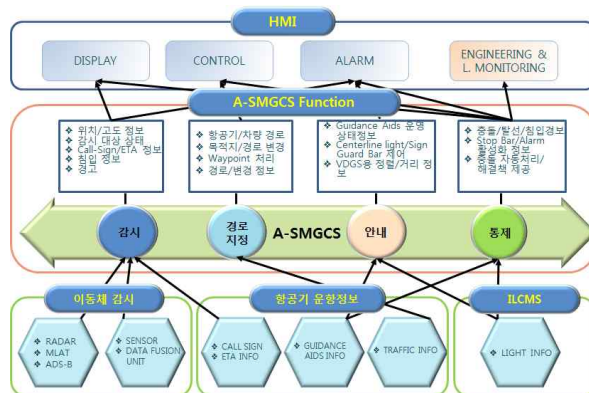 HMI
DISPLAY
CONTROL
ALARM
ENGINEERING &
L. MONITORING
A-SMGCS Function
❖ 위치/고도 정보
❖ 감시 대상 상태
❖ Call-Sign/ETA 정보
❖ 침입 정보
❖ 경고
❖ 항공기/차량 경로
❖ 목적지/경로 변경
❖ Waypoint 처리
❖ 경로/변경 정보
❖ Guidance Aids 운영
상태정보
❖ Centerline light/Sign
Guard Bar 제어
❖ VDGS용 정렬/거리 정
보
❖ 충돌/발선/침입경보
❖ Stop Bar/Alarm
활성화 정보
❖ 충돌 자동처리/
해결책 제공
감시
경로
지정
A-SMGCS
안내
통제
이동체 감시
항공기 운항정보
ILCMS
❖ RADAR
❖ MLAT
❖ ADS-B
❖ SENSOR
❖ DATA FUSION
UNIT
❖ CALL SIGN
❖ ETA INFO
❖ GUIDANCE
AIDS INFO
❖ TRAFFIC INFO
❖ LIGHT INFO